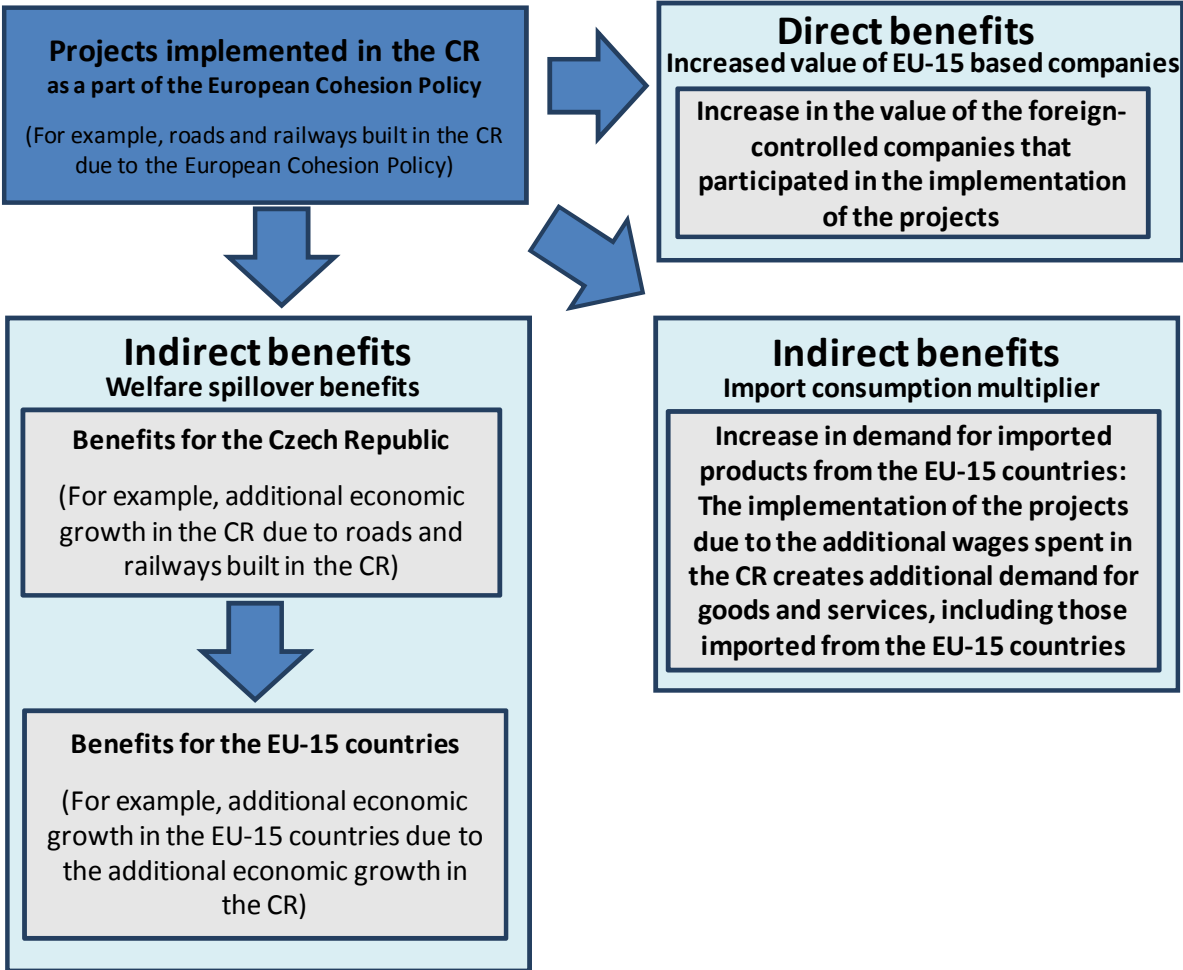 Projects implemented in the CR
as a part of the European Cohesion Policy
(For example, roads and railways built in the CR
due to the European Cohesion Policy)
Direct benefits
Increased value of EU-15 based companies
Increase in the value of the foreign-
controlled companies that
participated in the implementation
of the projects
Indirect benefits
Welfare spillover benefits
Benefits for the Czech Republic
(For example, additional economic
growth in the CR due to roads and
railways built in the CR)
Benefits for the EU-15 countries
(For example, additional economic
growth in the EU-15 countries due to
the additional economic growth in
the CR)
Indirect benefits
Import consumption multiplier
Increase in demand for imported
products from the EU-15 countries:
The implementation of the projects
due to the additional wages spent in
the CR creates additional demand for
goods and services, including those
imported from the EU-15 countries